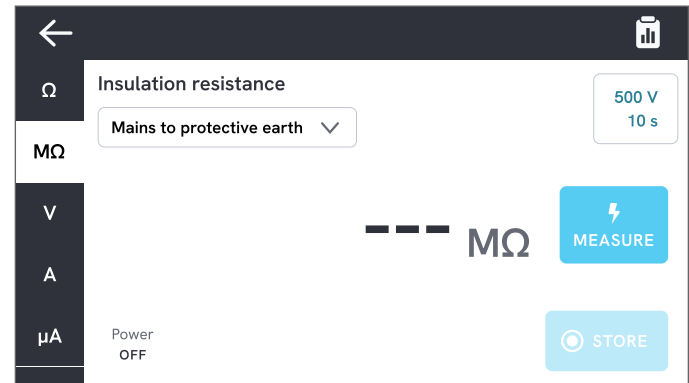 Ω
MΩ
V
A
µA
Insulation resistance
Mains to protective earth
500 V
10 s
--- MΩ
MEASURE
Power
OFF
STORE